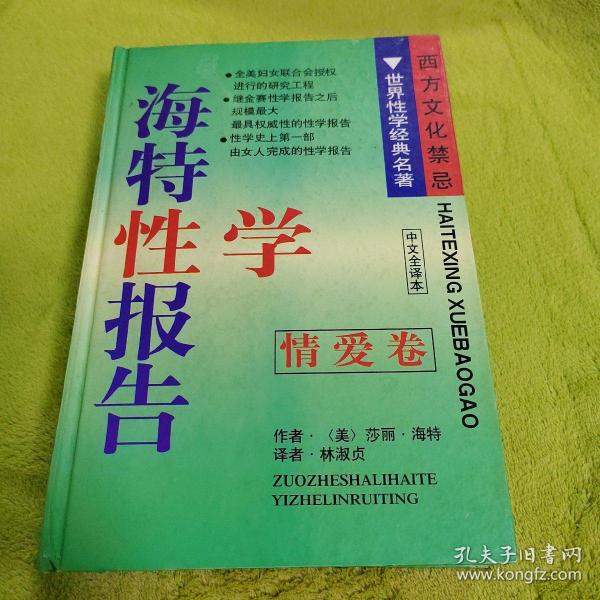 西方文化禁忌
世界性学经典名著
●全美妇女联合会授权
进行的研究工程
●继金赛性学报告之后
规模最大
最具权威性的性学报告
●性学史上第一部
由女人完成的性学报告
海特性学报告
HAITEXING XUEBAOGAO
中文全译本
情爱卷
作者·〈美〉莎丽·海特
译者·林淑贞
ZUOZHESHALIHAITE
YIZHELINRUITING
孔夫子旧书网
www.kongfz.com